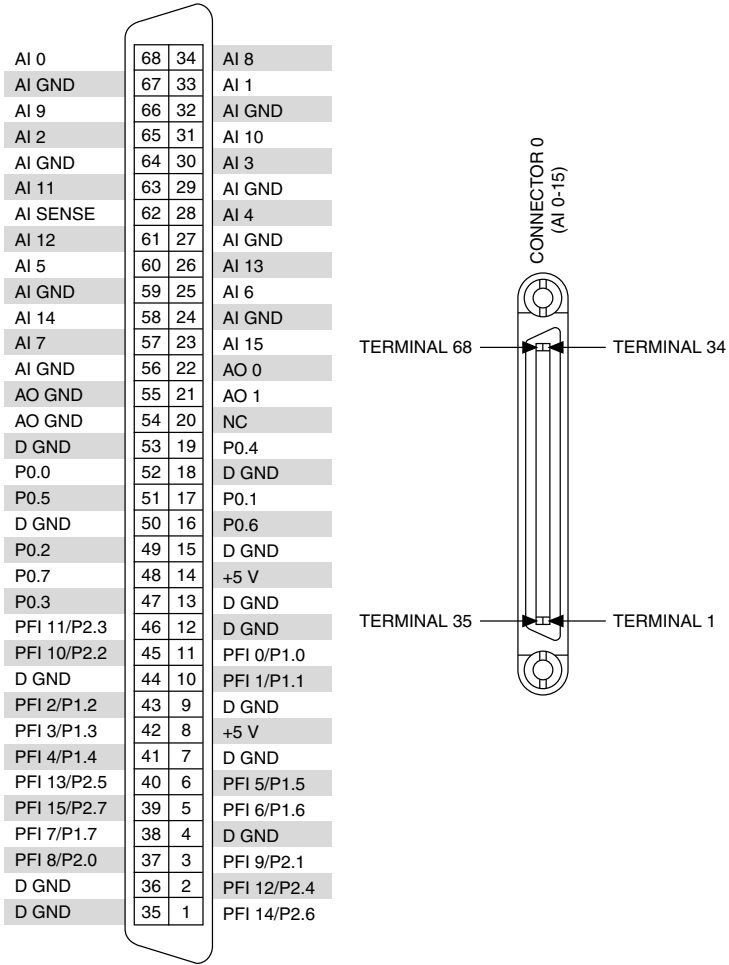 AI 0 68 34 AI 8
AI GND 67 33 AI 1
AI 9 66 32 AI GND
AI 2 65 31 AI 10
AI GND 64 30 AI 3
AI 11 63 29 AI GND
AI SENSE 62 28 AI 4
AI 12 61 27 AI GND
AI 5 60 26 AI 13
AI GND 59 25 AI 6
AI 14 58 24 AI GND
AI 7 57 23 AI 15
AI GND 56 22 AO 0
AO GND 55 21 AO 1
AO GND 54 20 NC
D GND 53 19 P0.4
P0.0 52 18 D GND
P0.5 51 17 P0.1
D GND 50 16 P0.6
P0.2 49 15 D GND
P0.7 48 14 +5 V
P0.3 47 13 D GND
PFI 11/P2.3 46 12 D GND
PFI 10/P2.2 45 11 PFI 0/P1.0
D GND 44 10 PFI 1/P1.1
PFI 2/P1.2 43 9 D GND
PFI 3/P1.3 42 8 +5 V
PFI 4/P1.4 41 7 D GND
PFI 13/P2.5 40 6 PFI 5/P1.5
PFI 15/P2.7 39 5 PFI 6/P1.6
PFI 7/P1.7 38 4 D GND
PFI 8/P2.0 37 3 PFI 9/P2.1
D GND 36 2 PFI 12/P2.4
D GND 35 1 PFI 14/P2.6
CONNECTOR 0
(AI 0-15)
TERMINAL 68 TERMINAL 34
TERMINAL 35 TERMINAL 1